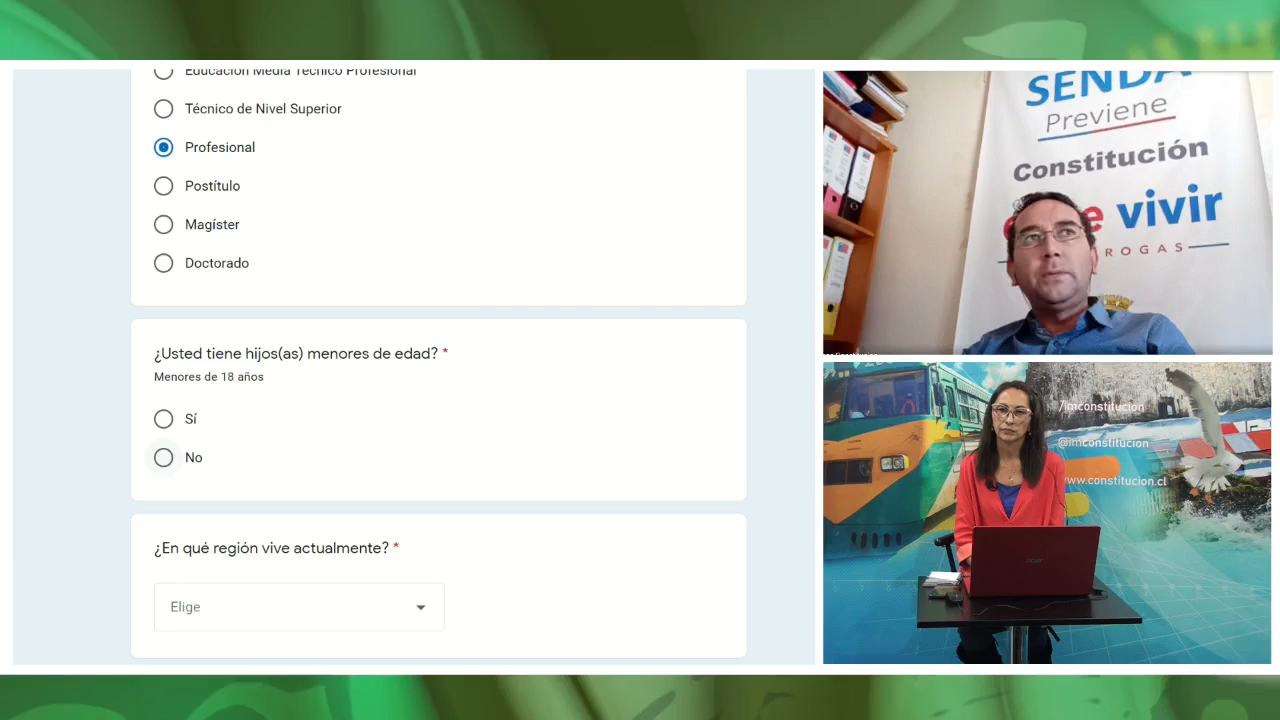 Educación Media Técnico Profesional
Técnico de Nivel Superior
Profesional
Postítulo
Magíster
Doctorado
¿Usted tiene hijos(as) menores de edad? *
Menores de 18 años
Sí
No
¿En qué región vive actualmente? *
Elige
SENDA
Previene
Constitución
vivir
/imconstitucion
@imconstitucion
www.constitucion.cl
acer